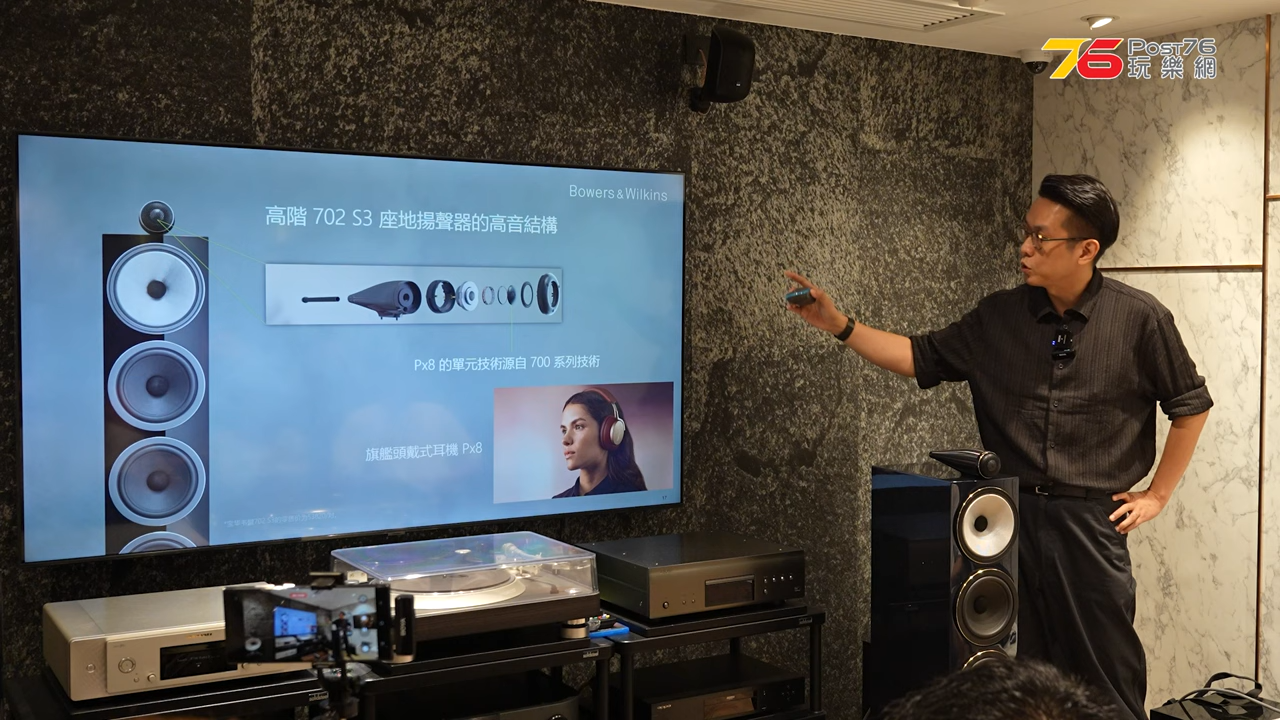 76 POST76
玩樂網
Bowers & Wilkins
高階 702 S3 座地揚聲器的高音結構
Px8 的單元技術源自 700 系列技術
旗艦頭戴式耳機 Px8
17